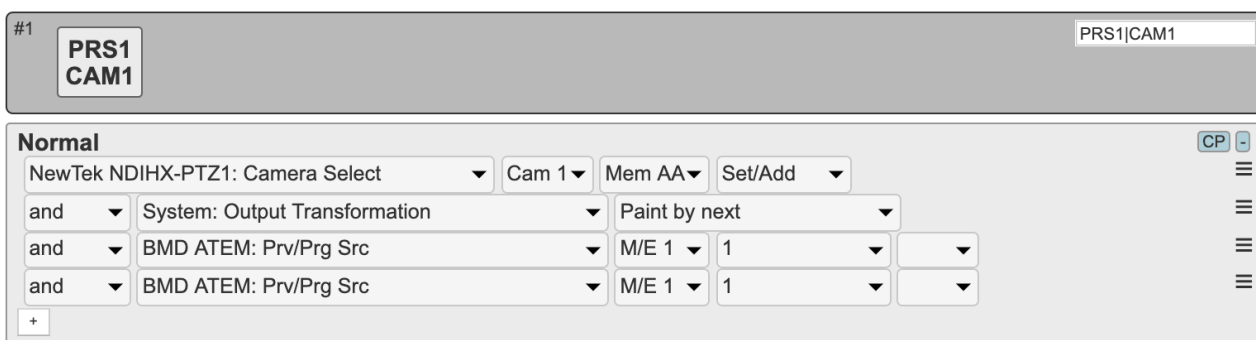 #1
PRS1
CAM1
PRS1|CAM1
Normal
CP -
NewTek NDIHX-PTZ1: Camera Select Cam 1 Mem AA Set/Add
and System: Output Transformation Paint by next
and BMD ATEM: Prv/Prg Src M/E 1 1
and BMD ATEM: Prv/Prg Src M/E 1 1
+